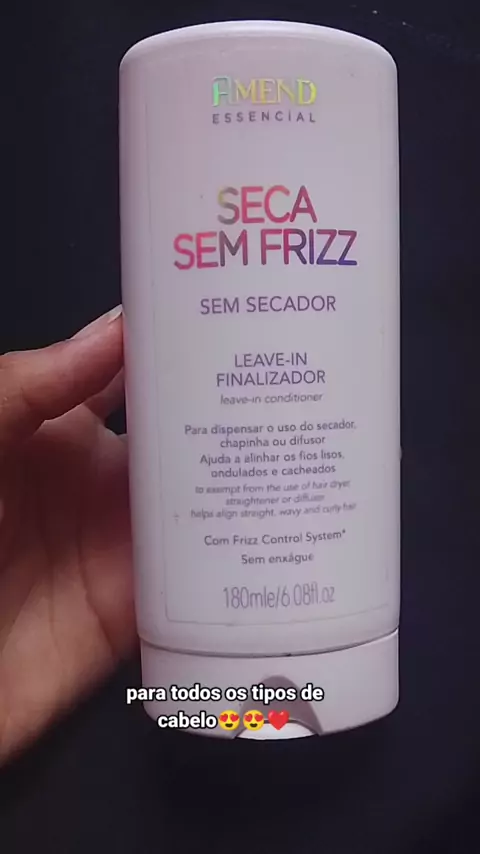 AMEND
ESSENCIAL
SECA
SEM FRIZZ
SEM SECADOR
LEAVE-IN
FINALIZADOR
leave-in conditioner
Para dispensar o uso do secador,
chapinha ou difusor
Ajuda a alinhar os fios lisos,
ondulados e cacheados
to exempt from the use of hair dryer,
straightener or diffuser
helps align straight, wavy and curly hair
Com Frizz Control System*
Sem enxágue
180mle/6.08fl.oz
para todos os tipos de
cabelo😍😍❤️